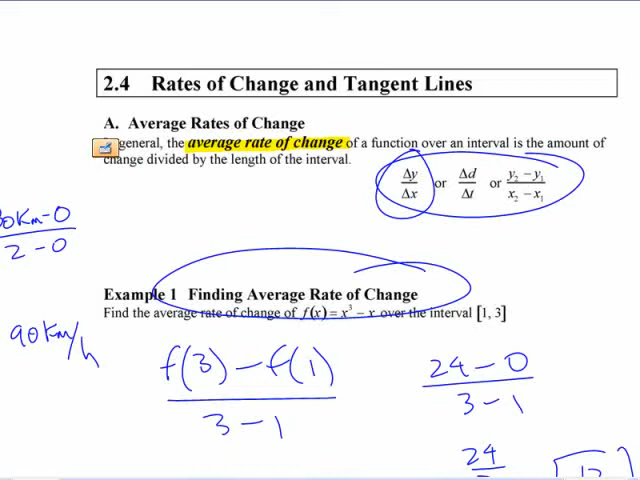 2.4 Rates of Change and Tangent Lines
A. Average Rates of Change
general, the average rate of change of a function over an interval is the amount of
change divided by the length of the interval.
Δy/Δx or Δd/Δt or y₂ − y₁/x₂ − x₁
0Km − 0
2 − 0
90Km/h
Example 1 Finding Average Rate of Change
Find the average rate of change of f(x) = x³ − x over the interval [1, 3]
f(3) − f(1)
3 − 1
24 − 0
3 − 1
24
12